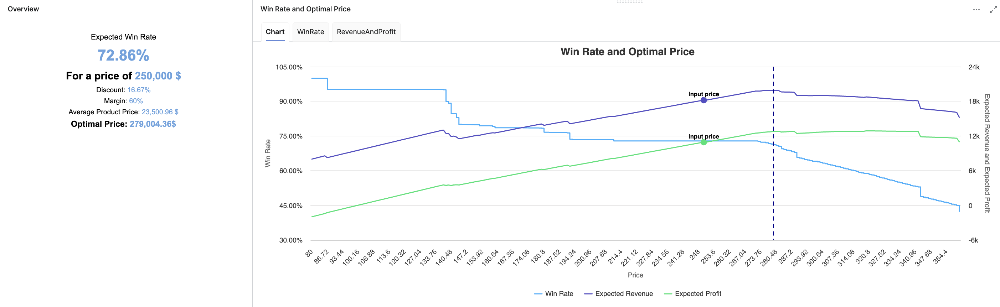 Overview
Expected Win Rate
72.86%
For a price of 250,000 $
Discount: 16.67%
Margin: 60%
Average Product Price: 23,500.96 $
Optimal Price: 279,004.36$
Win Rate and Optimal Price
Chart WinRate RevenueAndProfit
Win Rate and Optimal Price
105.00%
90.00%
75.00%
60.00%
45.00%
30.00%
Win Rate
Input price
Input price
24k
18k
12k
6k
0
-6k
Expected Revenue and Expected Profit
80 86.72 93.44 100.16 106.88 113.6 120.32 127.04 133.76 140.48 147.2 153.92 160.64 167.36 174.08 180.8 187.52 194.24 200.96 207.68 214.4 221.12 227.84 234.56 241.28 248 253.6 260.32 267.04 273.76 280.48 287.2 293.92 300.64 307.36 314.08 320.8 327.52 334.24 340.96 347.68 354.4
Price
Win Rate Expected Revenue Expected Profit